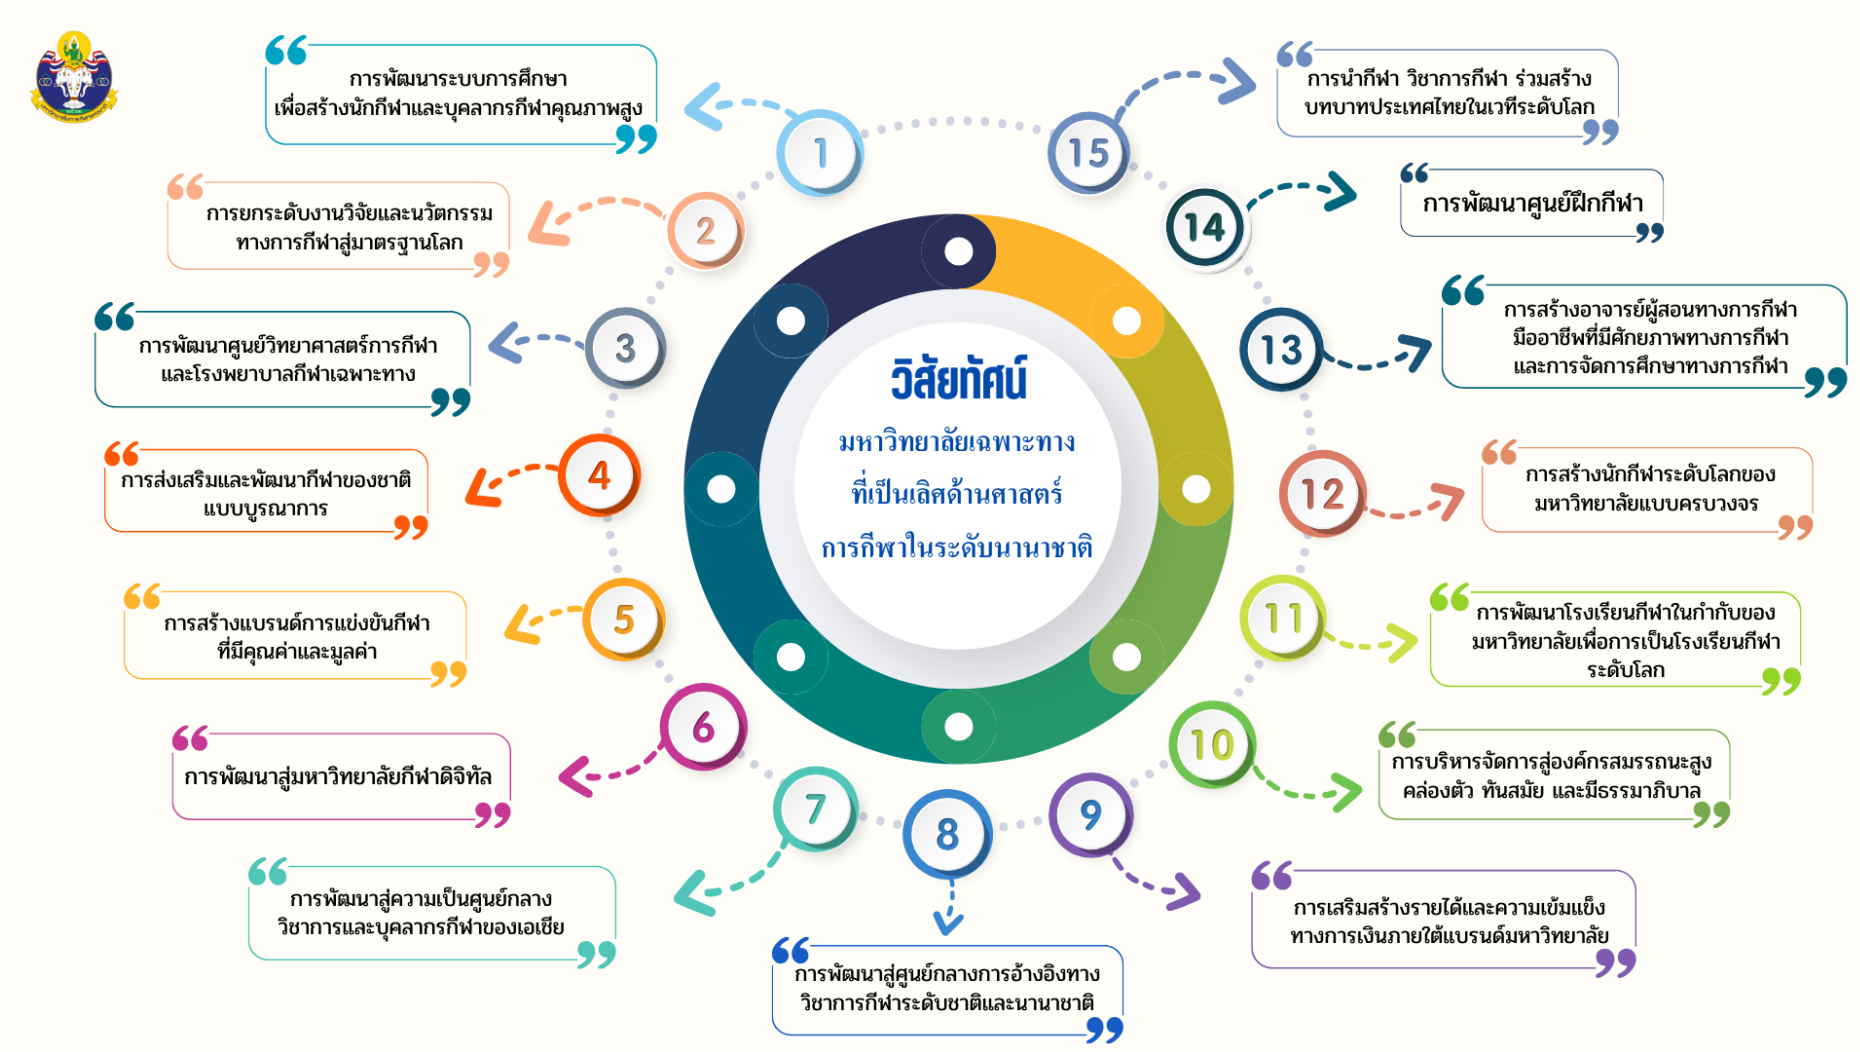 วิสัยทัศน์
มหาวิทยาลัยเฉพาะทาง
ที่เป็นเลิศด้านศาสตร์
การกีฬาในระดับนานาชาติ
1
การพัฒนาระบบการศึกษา
เพื่อสร้างนักกีฬาและบุคลากรกีฬาคุณภาพสูง
2
การยกระดับงานวิจัยและนวัตกรรม
ทางการกีฬาสู่มาตรฐานโลก
3
การพัฒนาศูนย์วิทยาศาสตร์การกีฬา
และโรงพยาบาลกีฬาเฉพาะทาง
4
การส่งเสริมและพัฒนากีฬาของชาติ
แบบบูรณาการ
5
การสร้างแบรนด์การแข่งขันกีฬา
ที่มีคุณค่าและมูลค่า
6
การพัฒนาสู่มหาวิทยาลัยกีฬาดิจิทัล
7
การพัฒนาสู่ความเป็นศูนย์กลาง
วิชาการและบุคลากรกีฬาของเอเชีย
8
การพัฒนาสู่ศูนย์กลางการอ้างอิงทาง
วิชาการกีฬาระดับชาติและนานาชาติ
9
การเสริมสร้างรายได้และความเข้มแข็ง
ทางการเงินภายใต้แบรนด์มหาวิทยาลัย
10
การบริหารจัดการสู่องค์กรสมรรถนะสูง
คล่องตัว ทันสมัย และมีธรรมาภิบาล
11
การพัฒนาโรงเรียนกีฬาในกำกับของ
มหาวิทยาลัยเพื่อการเป็นโรงเรียนกีฬา
ระดับโลก
12
การสร้างนักกีฬาระดับโลกของ
มหาวิทยาลัยแบบครบวงจร
13
การสร้างอาจารย์ผู้สอนทางการกีฬา
มืออาชีพที่มีศักยภาพทางการกีฬา
และการจัดการศึกษาทางการกีฬา
14
การพัฒนาศูนย์ฝึกกีฬา
15
การนำกีฬา วิชาการกีฬา ร่วมสร้าง
บทบาทประเทศไทยในเวทีระดับโลก